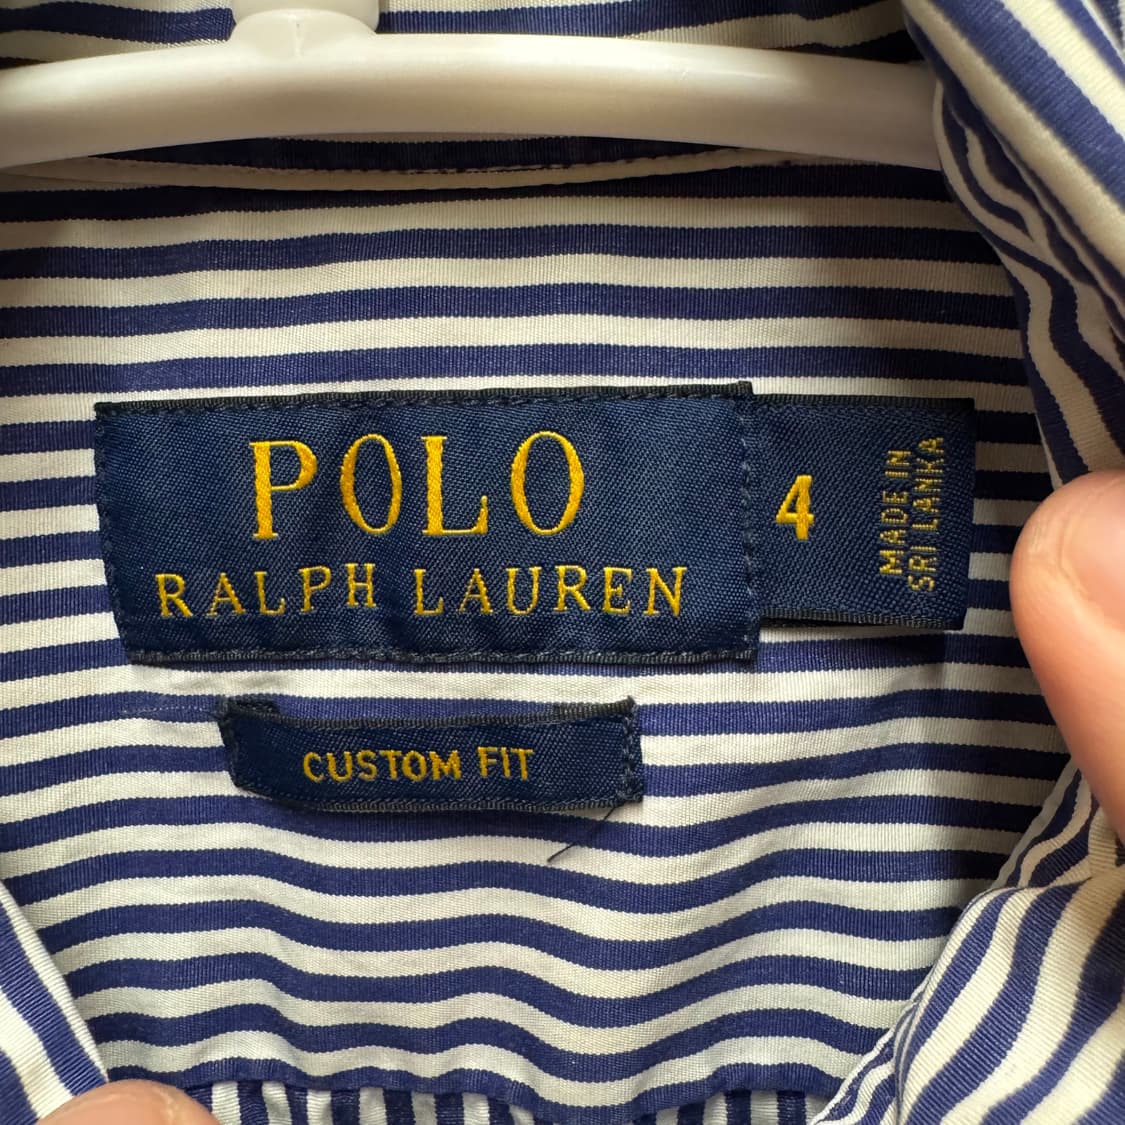 POLO
RALPH LAUREN
4
MADE IN
SRI LANKA
CUSTOM FIT